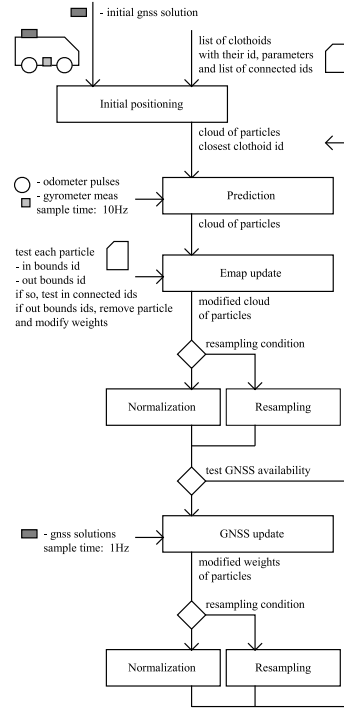 - initial gnss solution
list of clothoids
with their id, parameters
and list of connected ids
Initial positioning
cloud of particles
closest clothoid id
- odometer pulses
- gyrometer meas
sample time: 10Hz
Prediction
cloud of particles
test each particle
- in bounds id
- out bounds id
if so, test in connected ids
if out bounds ids, remove particle
and modify weights
Emap update
modified cloud
of particles
resampling condition
Normalization
Resampling
test GNSS availability
- gnss solutions
sample time: 1Hz
GNSS update
modified weights
of particles
resampling condition
Normalization
Resampling